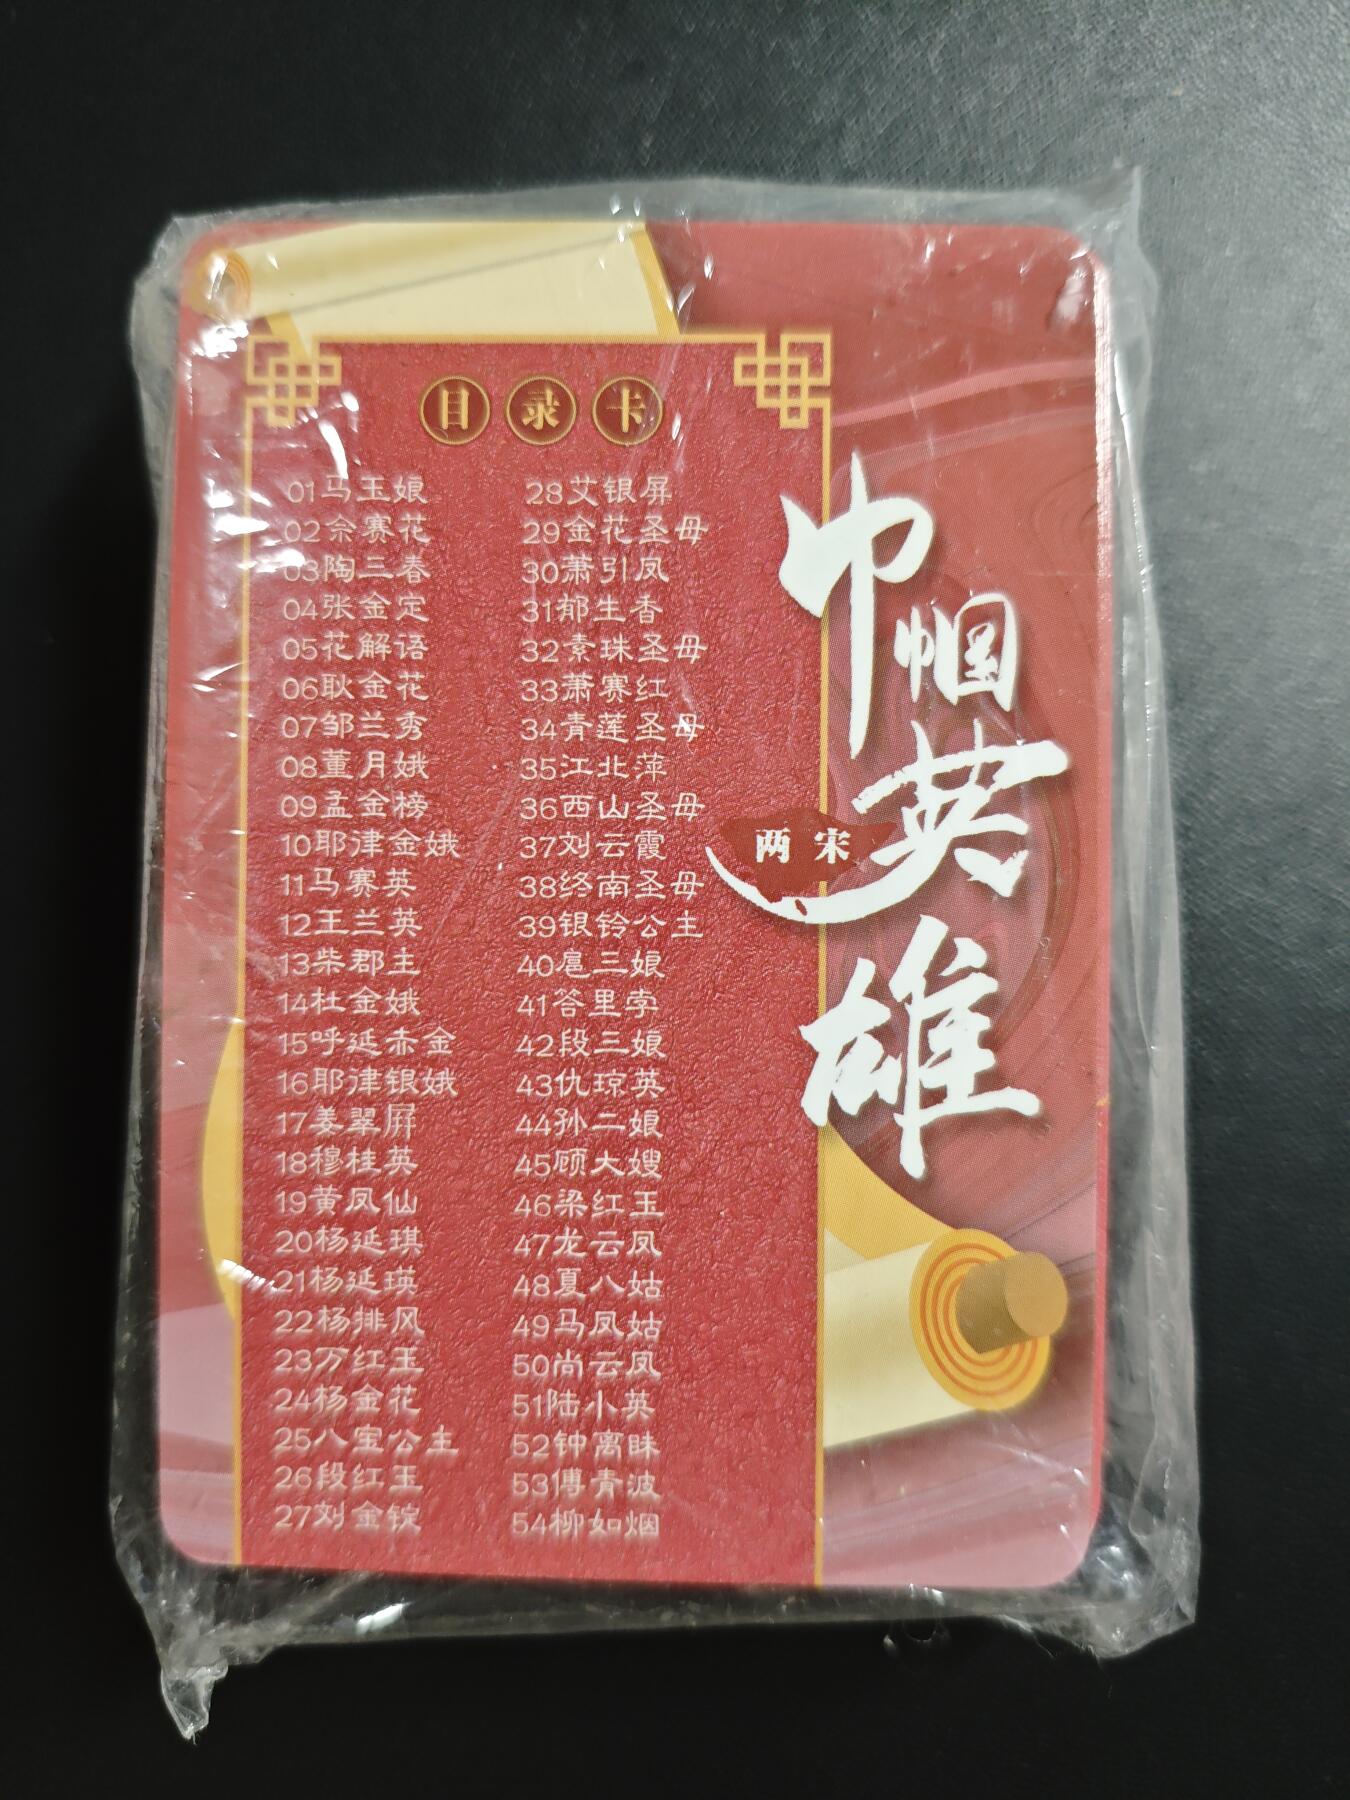 目录卡
01马玉娘
02佘赛花
03陶三春
04张金定
05花解语
06耿金花
07邹兰秀
08董月娥
09孟金榜
10耶律金娥
11马赛英
12王兰英
13柴郡主
14杜金娥
15呼延赤金
16耶律银娥
17姜翠屏
18穆桂英
19黄凤仙
20杨延琪
21杨延瑛
22杨排风
23万红玉
24杨金花
25八宝公主
26段红玉
27刘金锭
28艾银屏
29金花圣母
30萧引凤
31郁生香
32素珠圣母
33萧赛红
34青莲圣母
35江北萍
36西山圣母
37刘云霞
38终南圣母
39银铃公主
40扈三娘
41答里孛
42段三娘
43仇琼英
44孙二娘
45顾大嫂
46梁红玉
47龙云凤
48夏八姑
49马凤姑
50尚云凤
51陆小英
52钟离昧
53傅青波
54柳如烟
巾帼英雄
两宋